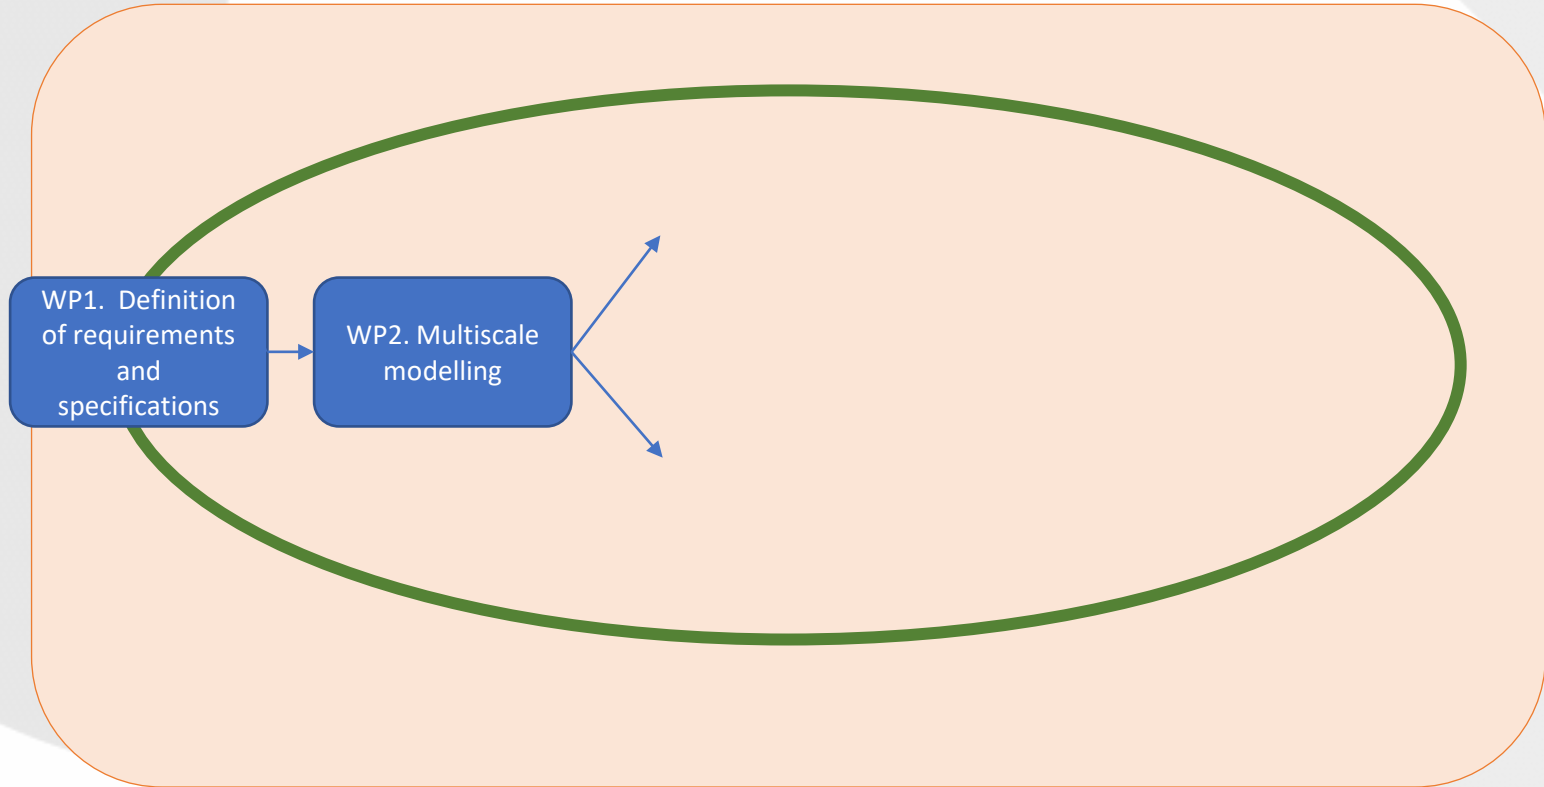 WP1.  Definition
of requirements
and
specifications
WP2. Multiscale
modelling